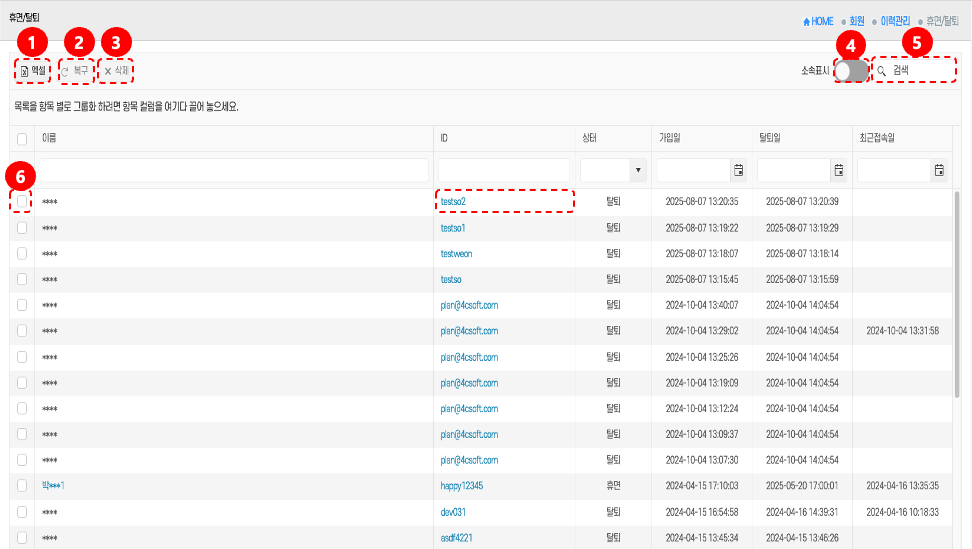 휴면/탈퇴
HOME 회원 이력관리 휴면/탈퇴
1 2 3 4 5
엑셀 복구 삭제 소속표시 검색
목록을 항목 별로 그룹화 하려면 항목 컬럼을 여기다 끌어 놓으세요.
이름 ID 상태 가입일 탈퇴일 최근접속일
6
**** testso2 탈퇴 2025-08-07 13:20:35 2025-08-07 13:20:39
**** testso1 탈퇴 2025-08-07 13:19:22 2025-08-07 13:19:29
**** testweon 탈퇴 2025-08-07 13:18:07 2025-08-07 13:18:14
**** testso 탈퇴 2025-08-07 13:15:45 2025-08-07 13:15:59
**** plan@4csoft.com 탈퇴 2024-10-04 13:40:07 2024-10-04 14:04:54
**** plan@4csoft.com 탈퇴 2024-10-04 13:29:02 2024-10-04 14:04:54 2024-10-04 13:31:58
**** plan@4csoft.com 탈퇴 2024-10-04 13:25:26 2024-10-04 14:04:54
**** plan@4csoft.com 탈퇴 2024-10-04 13:19:09 2024-10-04 14:04:54
**** plan@4csoft.com 탈퇴 2024-10-04 13:12:24 2024-10-04 14:04:54
**** plan@4csoft.com 탈퇴 2024-10-04 13:09:37 2024-10-04 14:04:54
**** plan@4csoft.com 탈퇴 2024-10-04 13:07:30 2024-10-04 14:04:54
박***1 happy12345 휴면 2024-04-15 17:10:03 2025-05-20 17:00:01 2024-04-16 13:35:35
**** dev031 탈퇴 2024-04-15 16:54:58 2024-04-16 14:39:31 2024-04-16 10:18:33
**** asdf4221 탈퇴 2024-04-15 13:45:34 2024-04-15 13:46:26